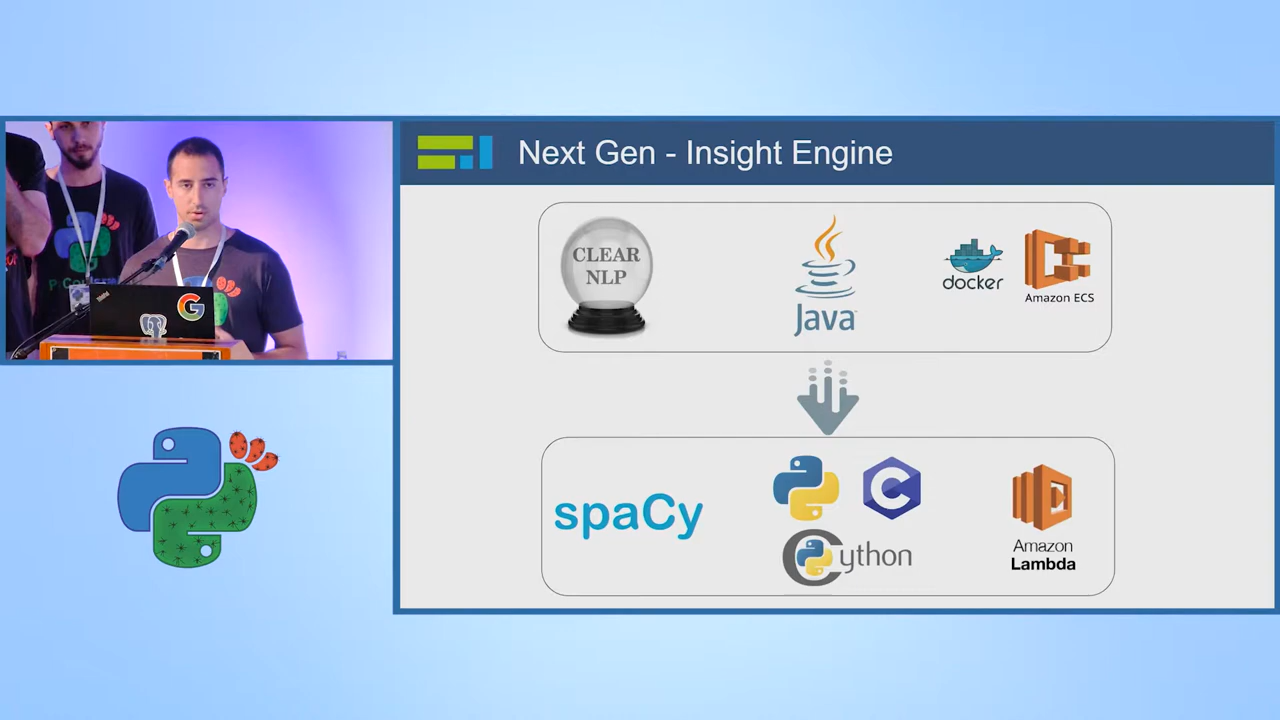 Next Gen - Insight Engine
CLEAR
NLP
Java
docker
Amazon ECS
spaCy
C
Cython
Amazon
Lambda
G